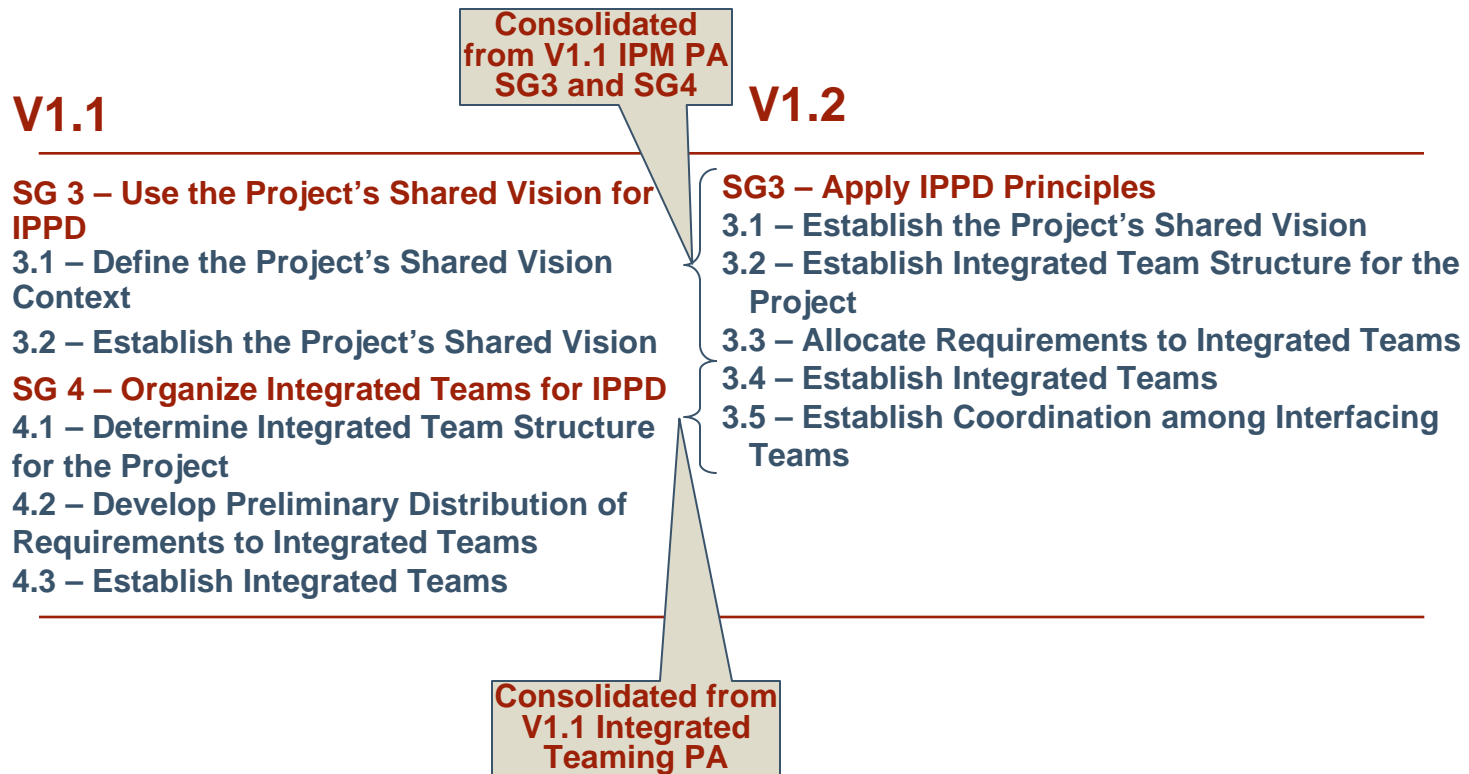 Consolidated
from V1.1 IPM PA
SG3 and SG4
V1.1
V1.2
SG 3 – Use the Project’s Shared Vision for
IPPD
3.1 – Define the Project’s Shared Vision
Context
3.2 – Establish the Project’s Shared Vision
SG 4 – Organize Integrated Teams for IPPD
4.1 – Determine Integrated Team Structure
for the Project
4.2 – Develop Preliminary Distribution of
Requirements to Integrated Teams
4.3 – Establish Integrated Teams
SG3 – Apply IPPD Principles
3.1 – Establish the Project’s Shared Vision
3.2 – Establish Integrated Team Structure for the
Project
3.3 – Allocate Requirements to Integrated Teams
3.4 – Establish Integrated Teams
3.5 – Establish Coordination among Interfacing
Teams
Consolidated from
V1.1 Integrated
Teaming PA